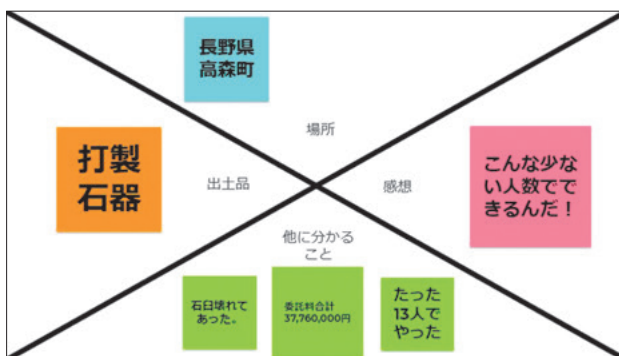 長野県
高森町
場所
打製
石器
出土品
感想
こんな少な
い人数でで
きるんだ！
他に分かる
こと
石臼壊れて
あった。
委託料合計
37,760,000円
たった
13人で
やった